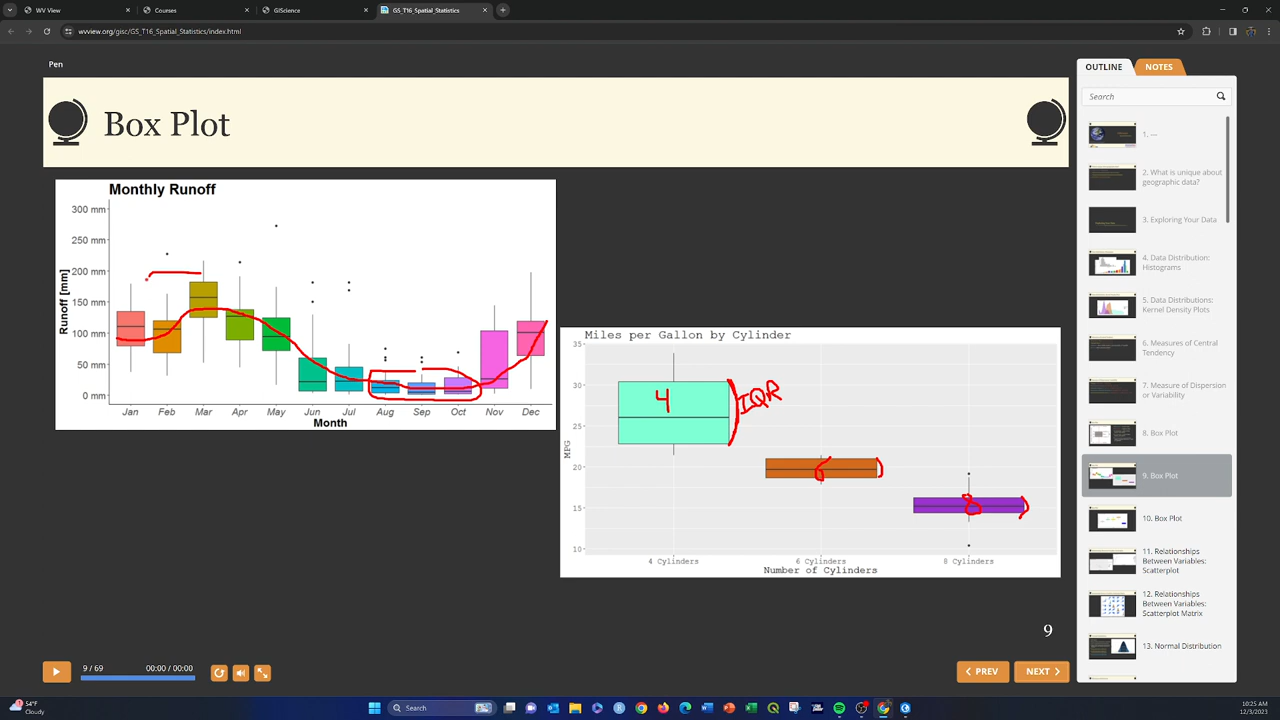 WV View
Courses
GIScience
GS_T16_Spatial_Statistics
wvview.org/gisc/GS_T16_Spatial_Statistics/index.html
Pen
Box Plot
Monthly Runoff
Runoff [mm]
300 mm
250 mm
200 mm
150 mm
100 mm
50 mm
0 mm
Jan Feb Mar Apr May Jun Jul Aug Sep Oct Nov Dec
Month
Miles per Gallon by Cylinder
MPG
35
30
25
20
15
10
4
IQR
6
8
4 Cylinders 6 Cylinders 8 Cylinders
Number of Cylinders
9
9 / 69
00:00 / 00:00
PREV
NEXT
OUTLINE
NOTES
Search
1. ---
2. What is unique about
geographic data?
3. Exploring Your Data
4. Data Distribution:
Histograms
5. Data Distributions:
Kernel Density Plots
6. Measures of Central
Tendency
7. Measure of Dispersion
or Variability
8. Box Plot
9. Box Plot
10. Box Plot
11. Relationships
Between Variables:
Scatterplot
12. Relationships
Between Variables:
Scatterplot Matrix
13. Normal Distribution
54°F
Cloudy
Search
10:25 AM
12/3/2023